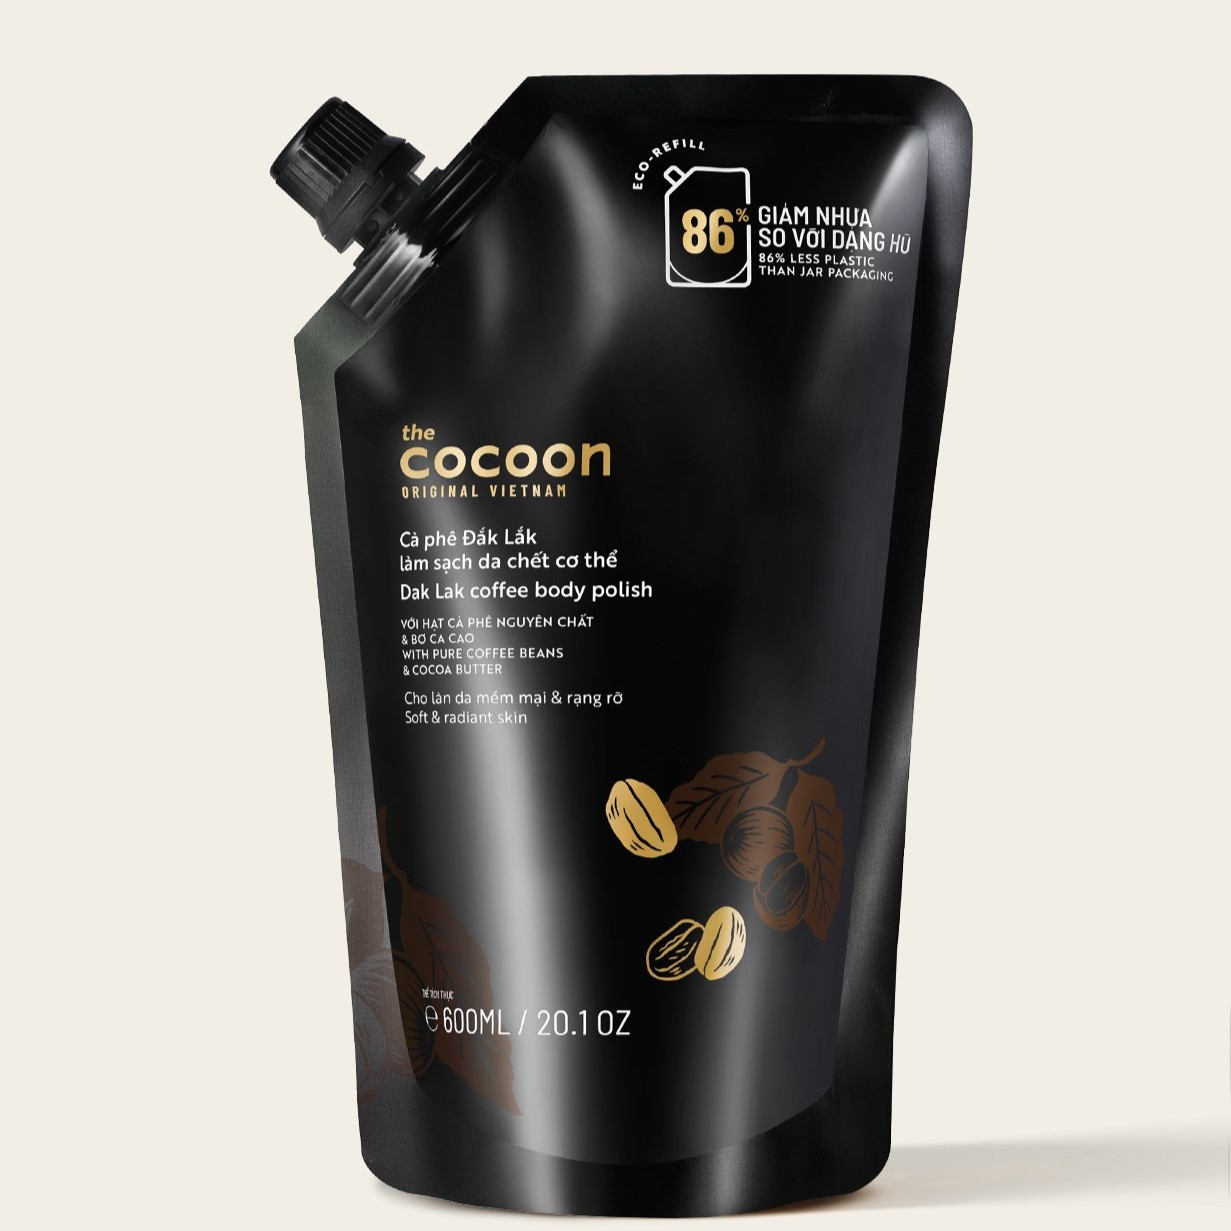 ECO-REFILL
86%
GIẢM NHỰA
SO VỚI DẠNG HŨ
86% LESS PLASTIC
THAN JAR PACKAGING
the
cocoon
ORIGINAL VIETNAM
Cà phê Đắk Lắk
làm sạch da chết cơ thể
Dak Lak coffee body polish
VỚI HẠT CÀ PHÊ NGUYÊN CHẤT
& BƠ CA CAO
WITH PURE COFFEE BEANS
& COCOA BUTTER
Cho làn da mềm mại & rạng rỡ
Soft & radiant skin
THỂ TÍCH THỰC
℮ 600ML / 20.1 OZ